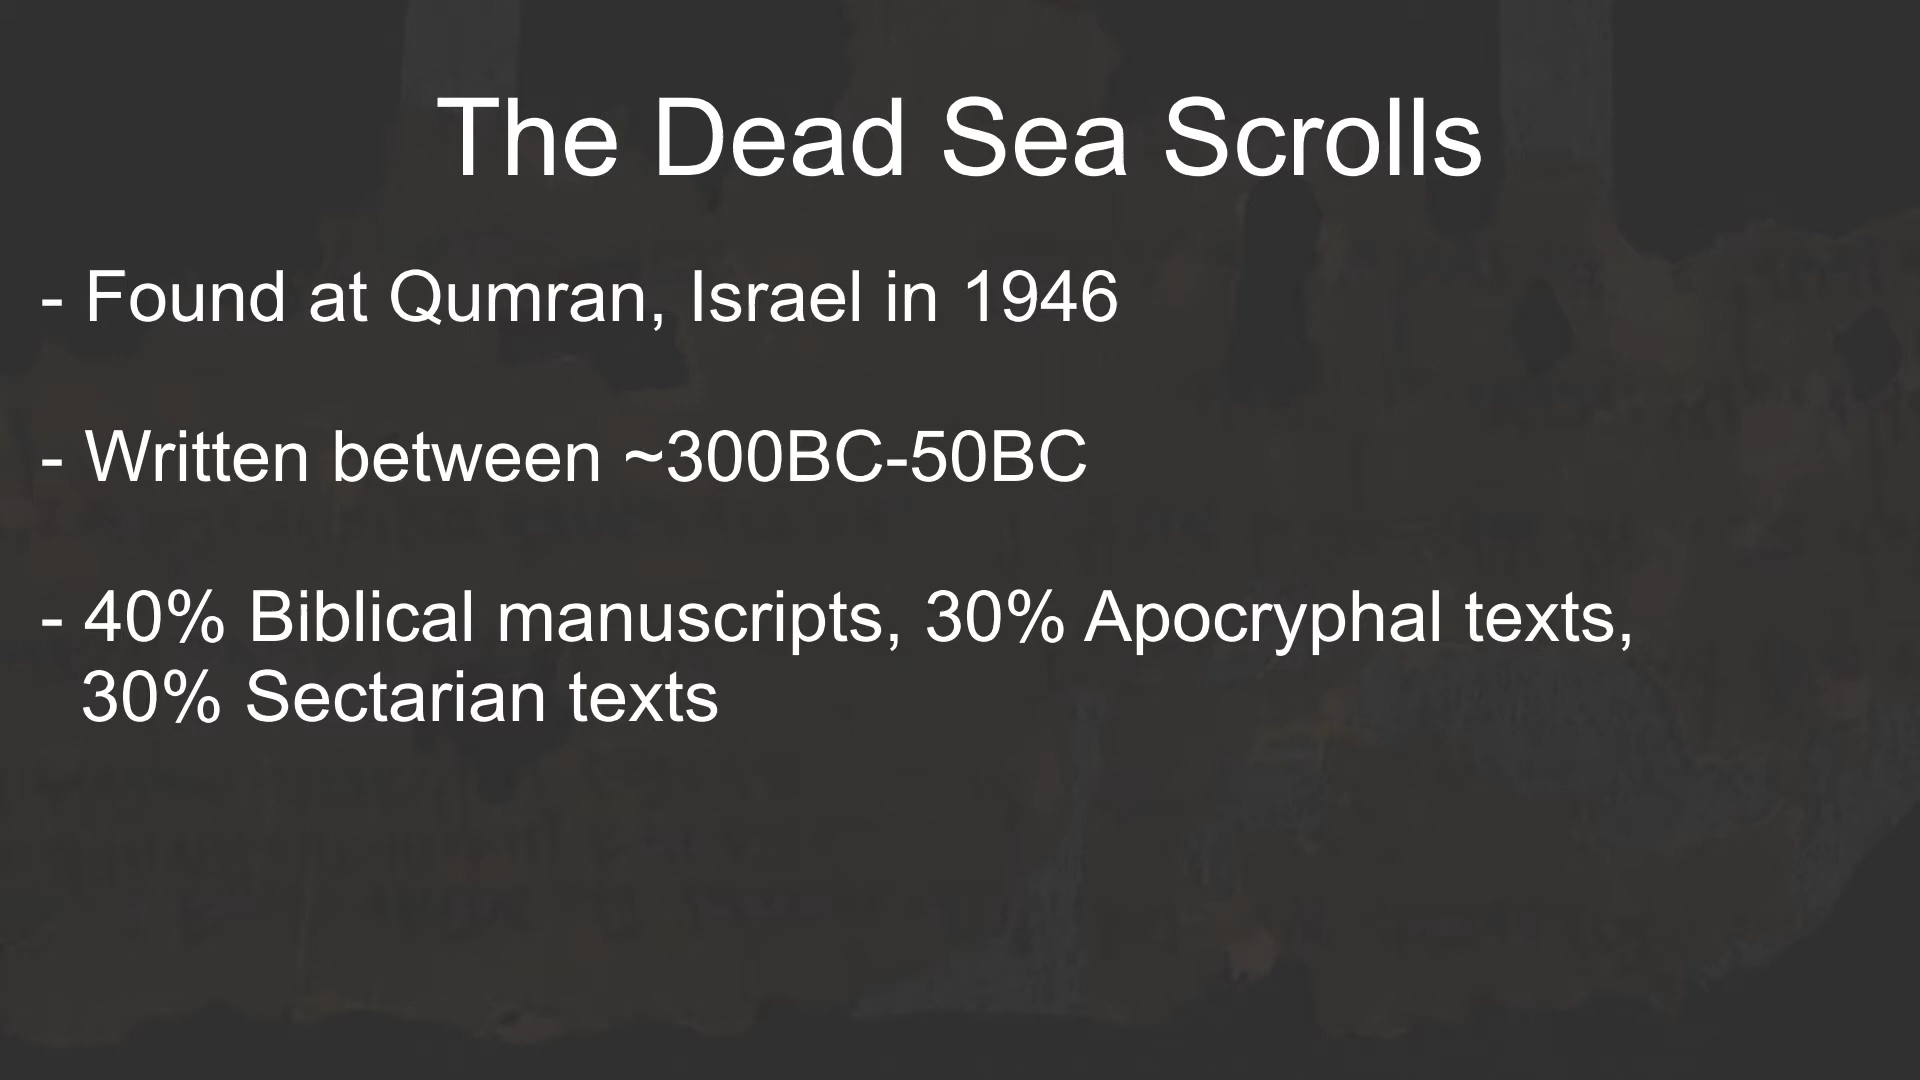 The Dead Sea Scrolls
- Found at Qumran, Israel in 1946
- Written between ~300BC-50BC
- 40% Biblical manuscripts, 30% Apocryphal texts,
30% Sectarian texts